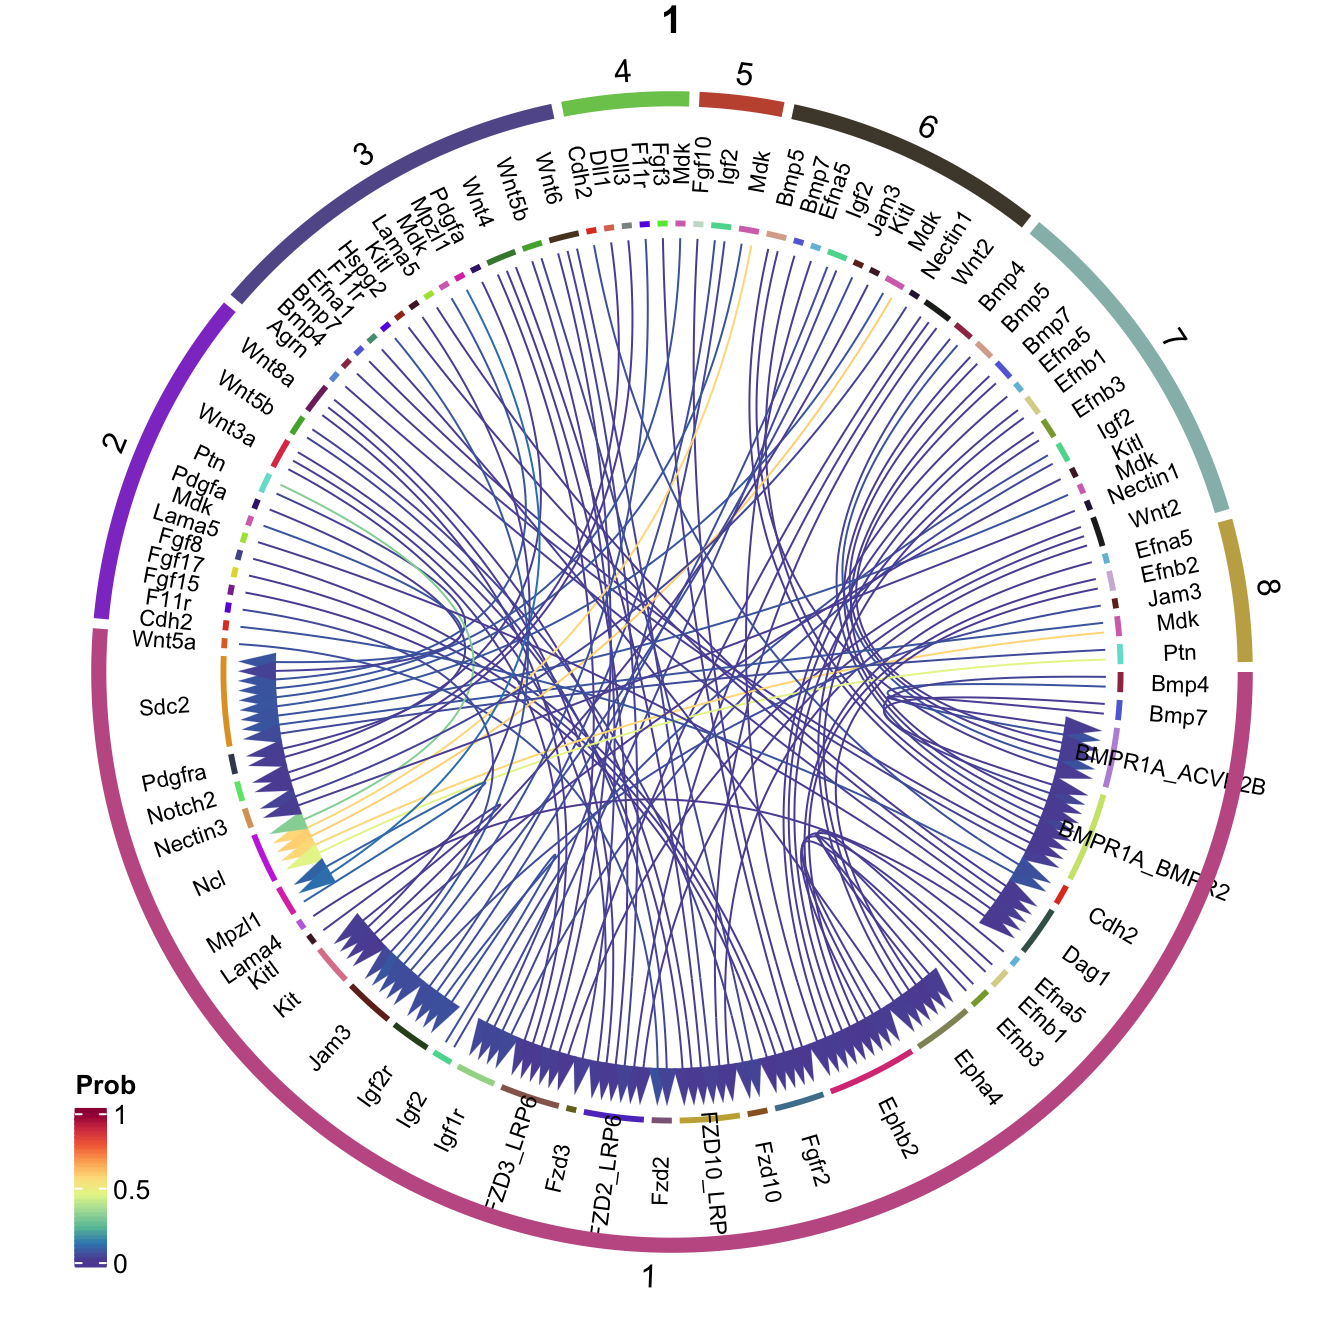 1
4
5
3
6
2
7
8
1
Wnt5a
Cdh2
F11r
Fgf15
Fgf17
Fgf8
Lama5
Mdk
Pdgfa
Ptn
Wnt3a
Wnt5b
Wnt8a
Agrn
Bmp4
Bmp7
Efna1
F11r
Hspg2
Kitl
Lama5
Mdk
Mpzl1
Pdgfa
Wnt4
Wnt5b
Wnt6
Cdh2
Dll1
Dll3
F11r
Fgf3
Mdk
Fgf10
Igf2
Mdk
Bmp5
Bmp7
Efna5
Igf2
Jam3
Kitl
Mdk
Nectin1
Wnt2
Bmp4
Bmp5
Bmp7
Efna5
Efnb1
Efnb3
Igf2
Kitl
Mdk
Nectin1
Wnt2
Efna5
Efnb2
Jam3
Mdk
Ptn
Bmp4
Bmp7
BMPR1A_ACVR2B
BMPR1A_BMPR2
Cdh2
Dag1
Efna5
Efnb1
Efnb3
Epha4
Ephb2
Fgfr2
Fzd10
FZD10_LRP
Fzd2
FZD2_LRP6
Fzd3
FZD3_LRP6
Igf1r
Igf2
Igf2r
Jam3
Kit
Kitl
Lama4
Mpzl1
Ncl
Nectin3
Notch2
Pdgfra
Sdc2
Prob
1
0.5
0